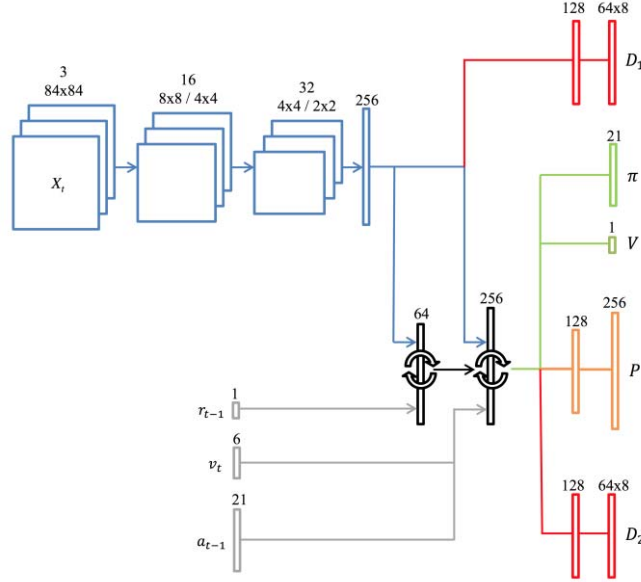 128 64x8
D₁
3
84x84
16
8x8 / 4x4
32
4x4 / 2x2
256
Xₜ
21
π
1
V
64
256
128
256
P
1
rₜ₋₁
6
vₜ
21
aₜ₋₁
128 64x8
D₂